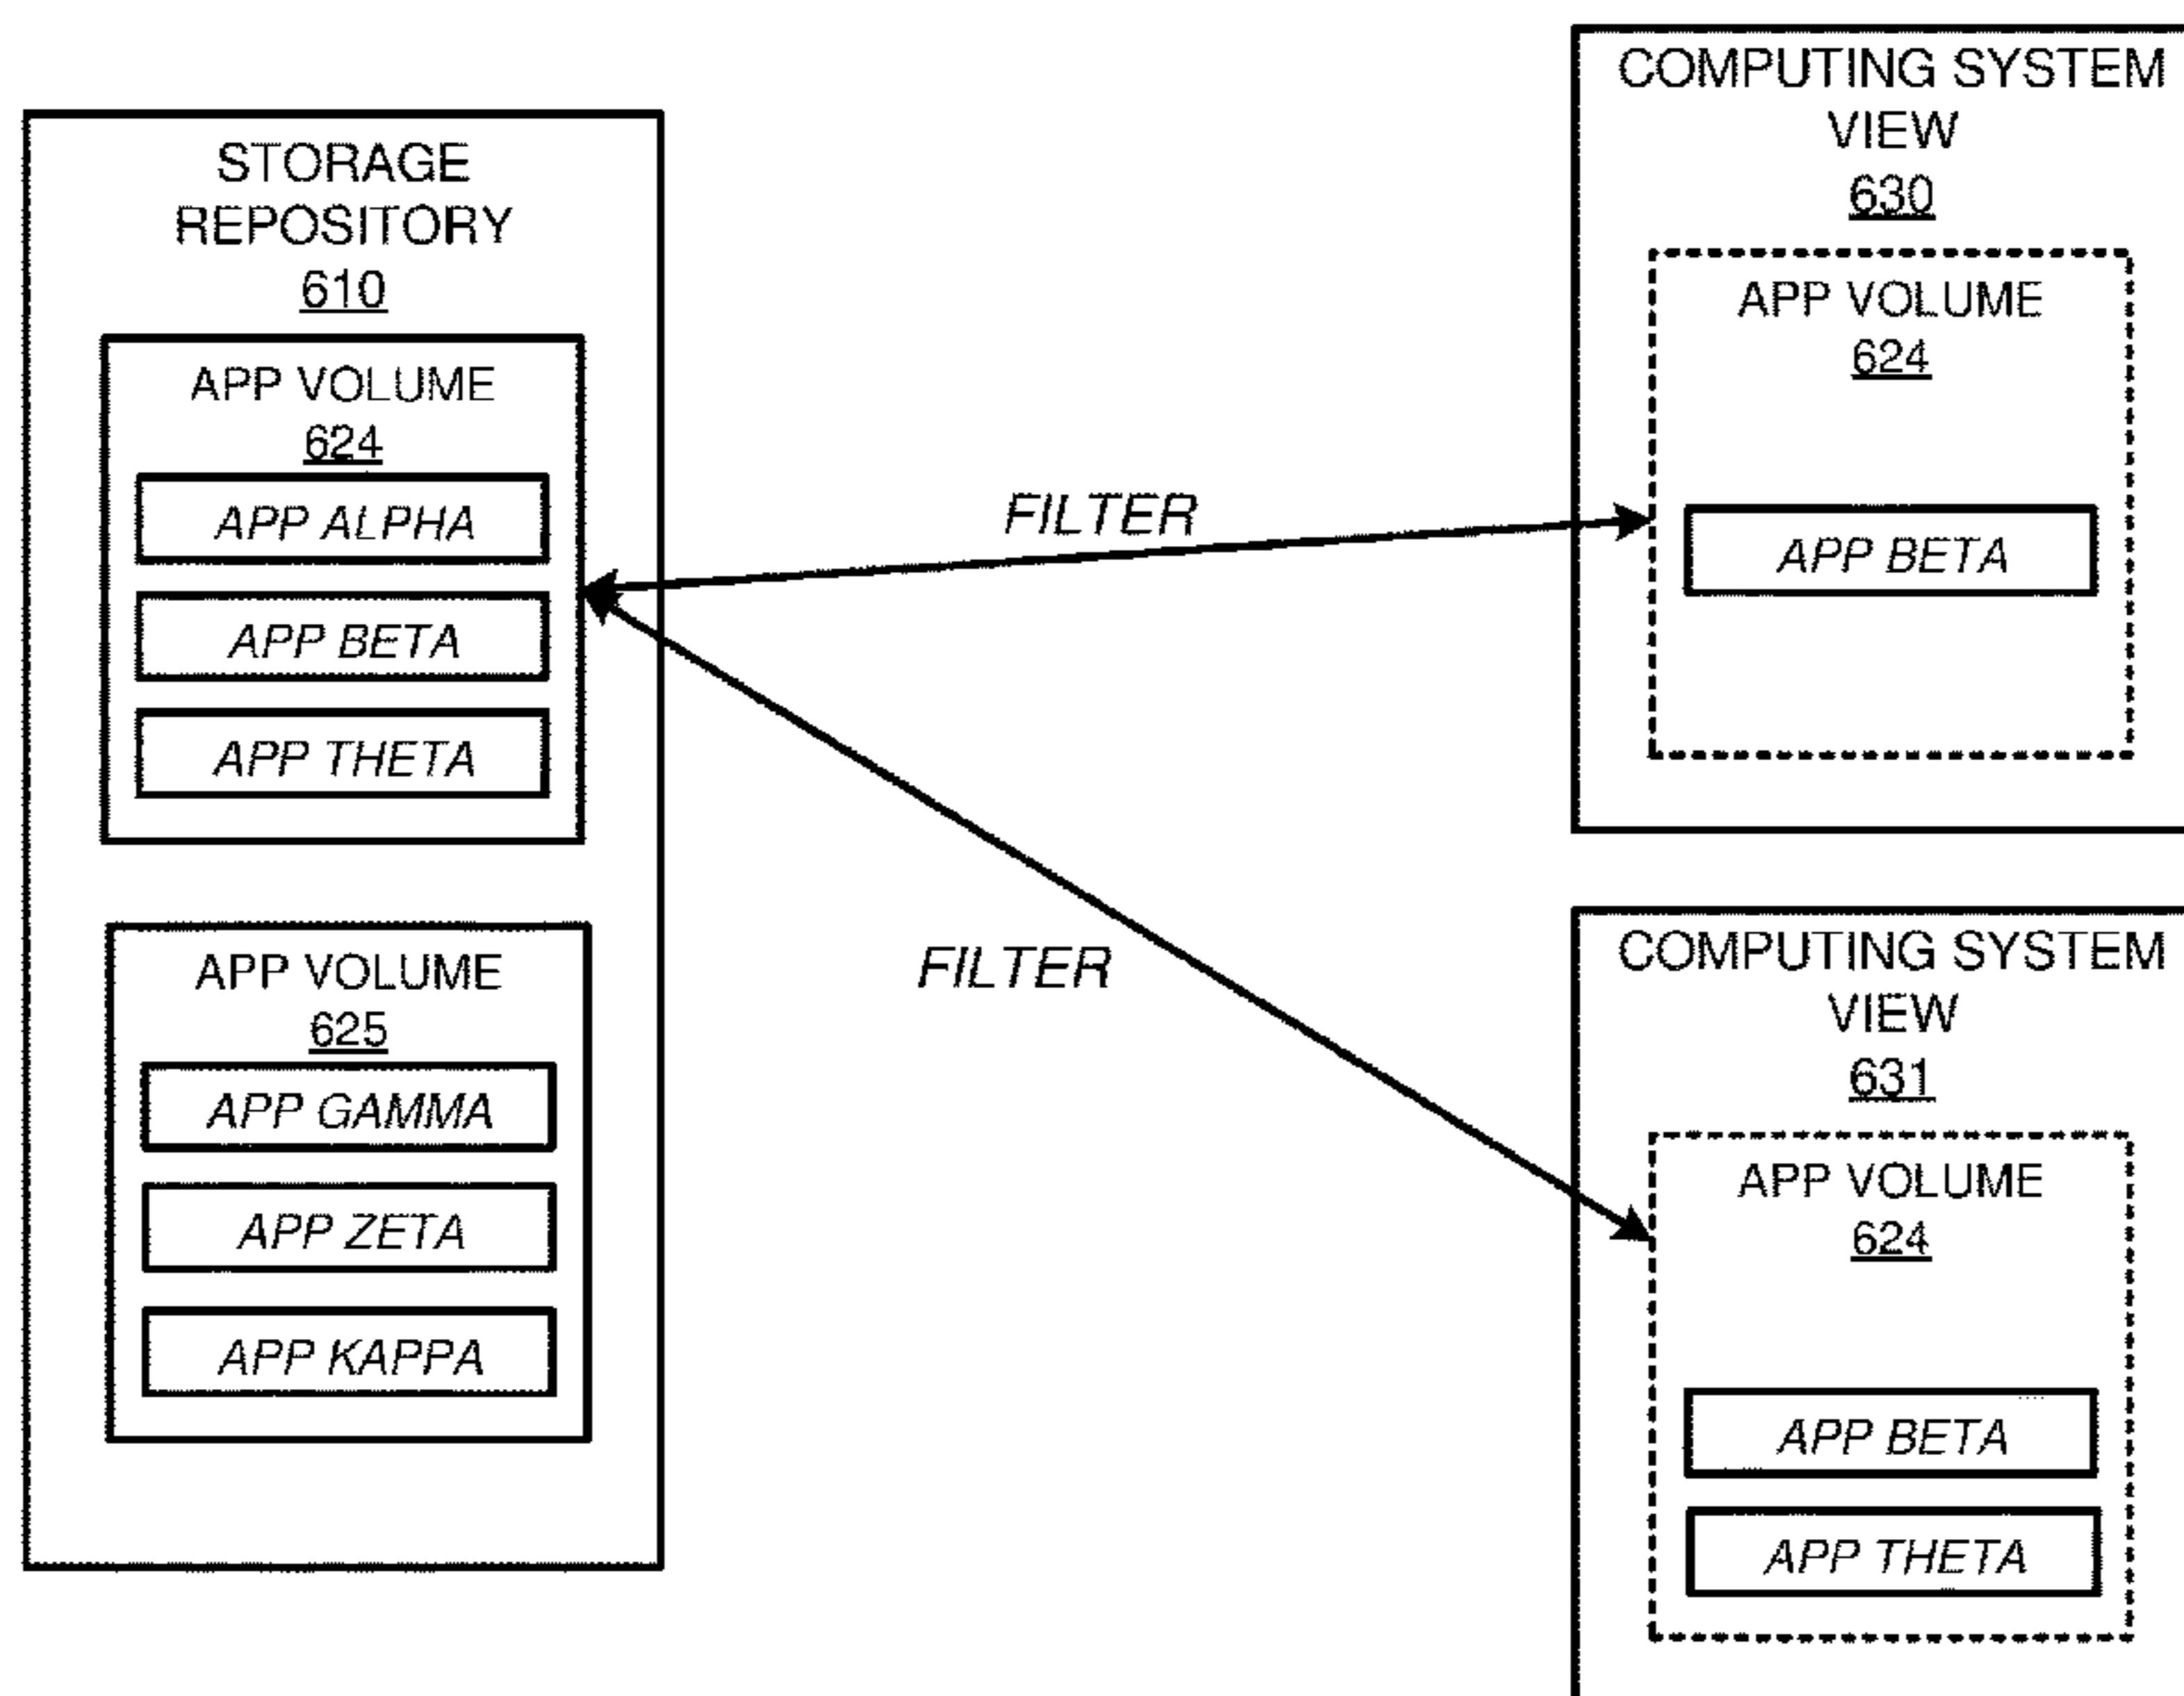 STORAGE
REPOSITORY
610
APP VOLUME
624
APP ALPHA
APP BETA
APP THETA
APP VOLUME
625
APP GAMMA
APP ZETA
APP KAPPA
FILTER
FILTER
COMPUTING SYSTEM
VIEW
630
APP VOLUME
624
APP BETA
COMPUTING SYSTEM
VIEW
631
APP VOLUME
624
APP BETA
APP THETA